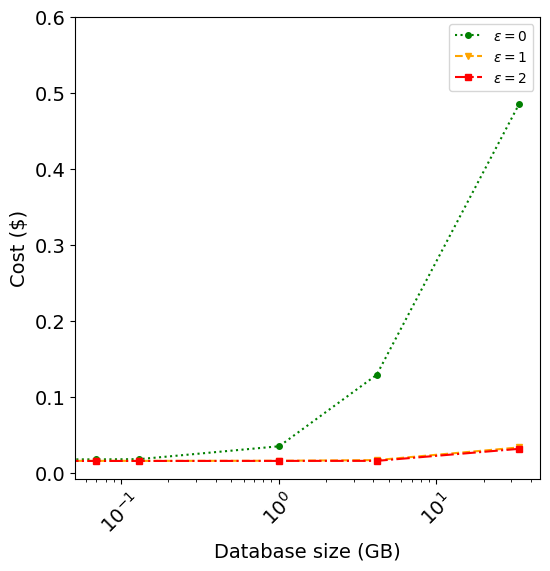 ε = 0
ε = 1
ε = 2
0.6
0.5
0.4
0.3
0.2
0.1
0.0
Cost ($)
10⁻¹
10⁰
10¹
Database size (GB)